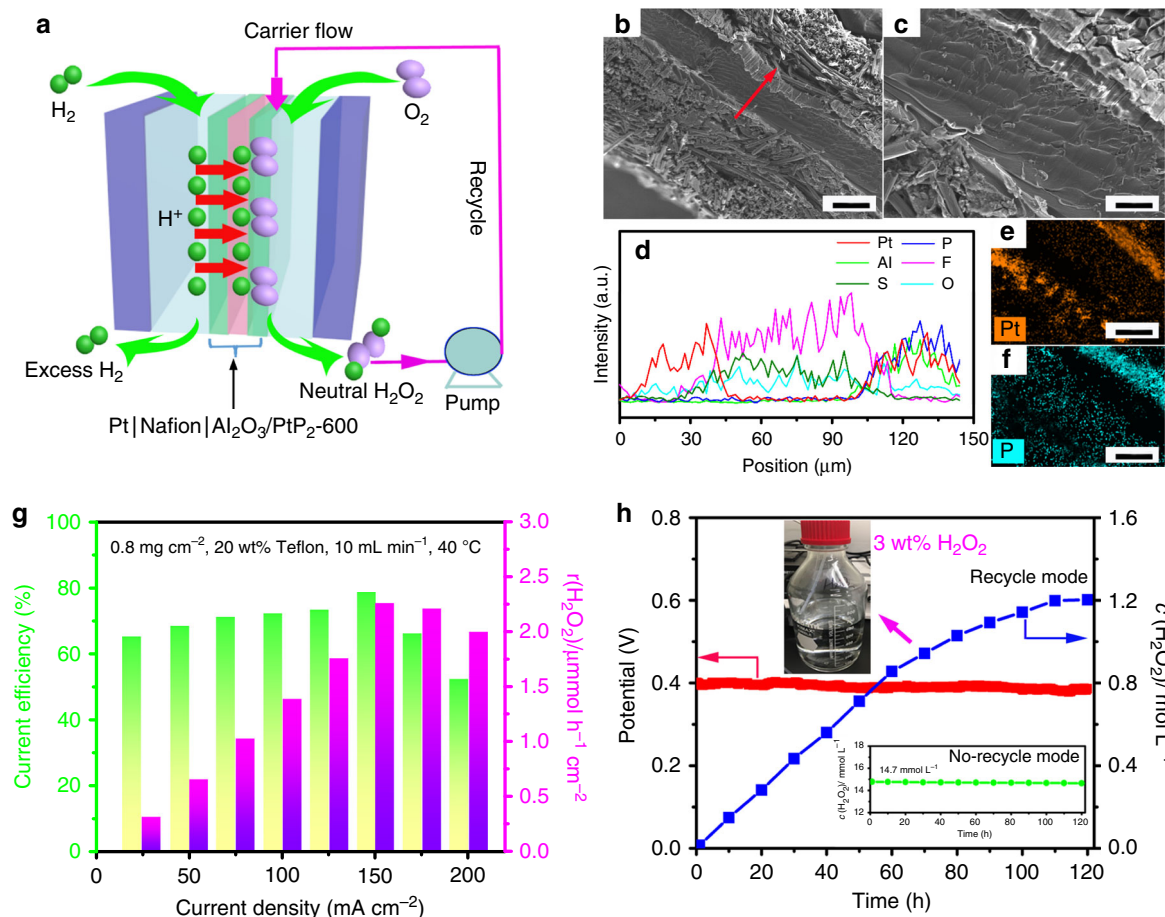 a
Carrier flow
H₂
O₂
H⁺
Recycle
Excess H₂
Neutral H₂O₂
Pump
Pt|Nafion|Al₂O₃/PtP₂-600
b
c
d
Pt
P
Al
F
S
O
Intensity (a.u.)
0 30 60 90 120 150
Position (μm)
e
Pt
f
P
g
0.8 mg cm⁻², 20 wt% Teflon, 10 mL min⁻¹, 40 °C
Current efficiency (%)
100
80
60
40
20
0
3.0
2.5
2.25
1.5
1.0
0.5
0.0
r(H₂O₂)/μmmol h⁻¹ cm⁻²
0 50 100 150 200
Current density (mA cm⁻²)
h
3 wt% H₂O₂
Recycle mode
Potential (V)
0.8
0.6
0.4
0.2
0.0
1.6
1.2
0.8
0.4
0.0
c (H₂O₂)/ mol L⁻¹
No-recycle mode
14.7 mmol L⁻¹
c (H₂O₂)/ mmol L⁻¹
18
16
14
12
0 20 40 60 80 100 120
Time (h)
0 20 40 60 80 100 120
Time (h)